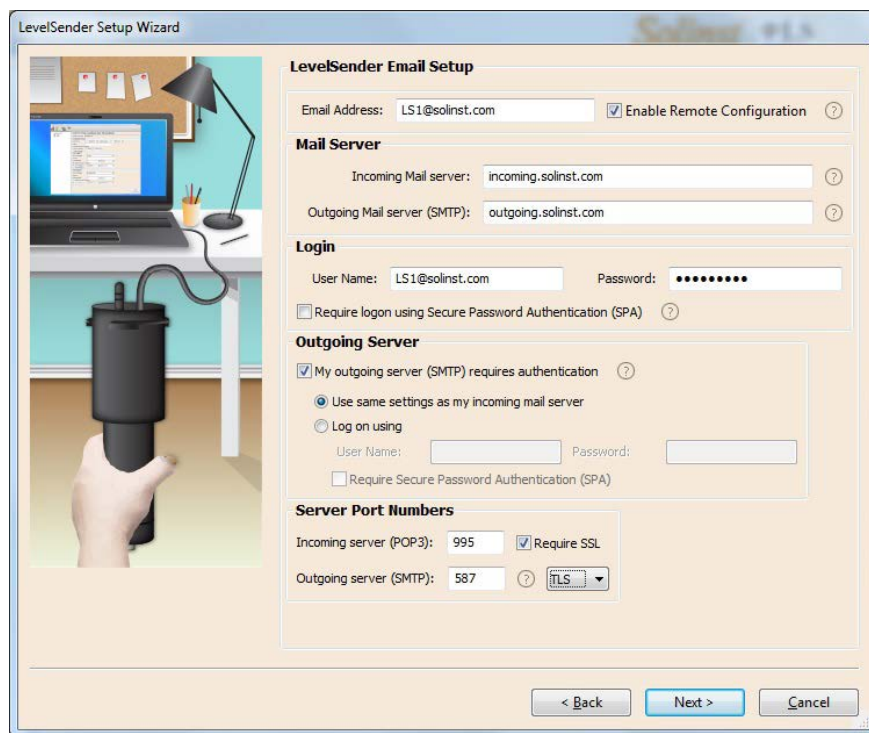 LevelSender Setup Wizard
Solinst
LevelSender Email Setup
Email Address: LS1@solinst.com Enable Remote Configuration ?
Mail Server
Incoming Mail server: incoming.solinst.com ?
Outgoing Mail server (SMTP): outgoing.solinst.com ?
Login
User Name: LS1@solinst.com Password: •••••••••
Require logon using Secure Password Authentication (SPA) ?
Outgoing Server
My outgoing server (SMTP) requires authentication ?
Use same settings as my incoming mail server
Log on using
User Name: Password:
Require Secure Password Authentication (SPA)
Server Port Numbers
Incoming server (POP3): 995 Require SSL
Outgoing server (SMTP): 587 ? TLS
< Back Next > Cancel